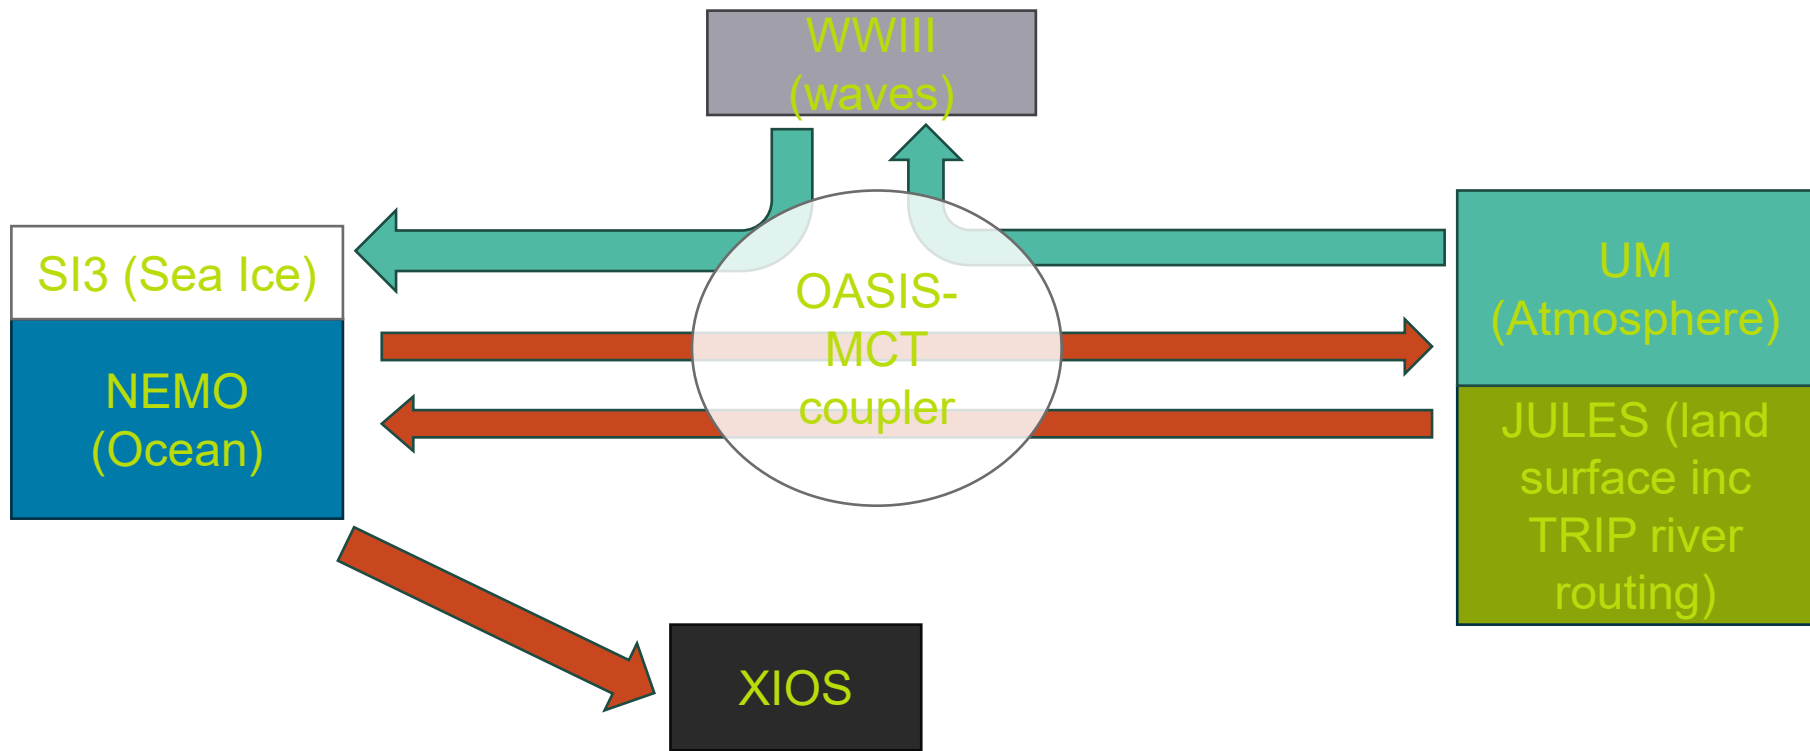 WWIII
(waves)
SI3 (Sea Ice)
NEMO
(Ocean)
OASIS-
MCT
coupler
UM
(Atmosphere)
JULES (land
surface inc
TRIP river
routing)
XIOS